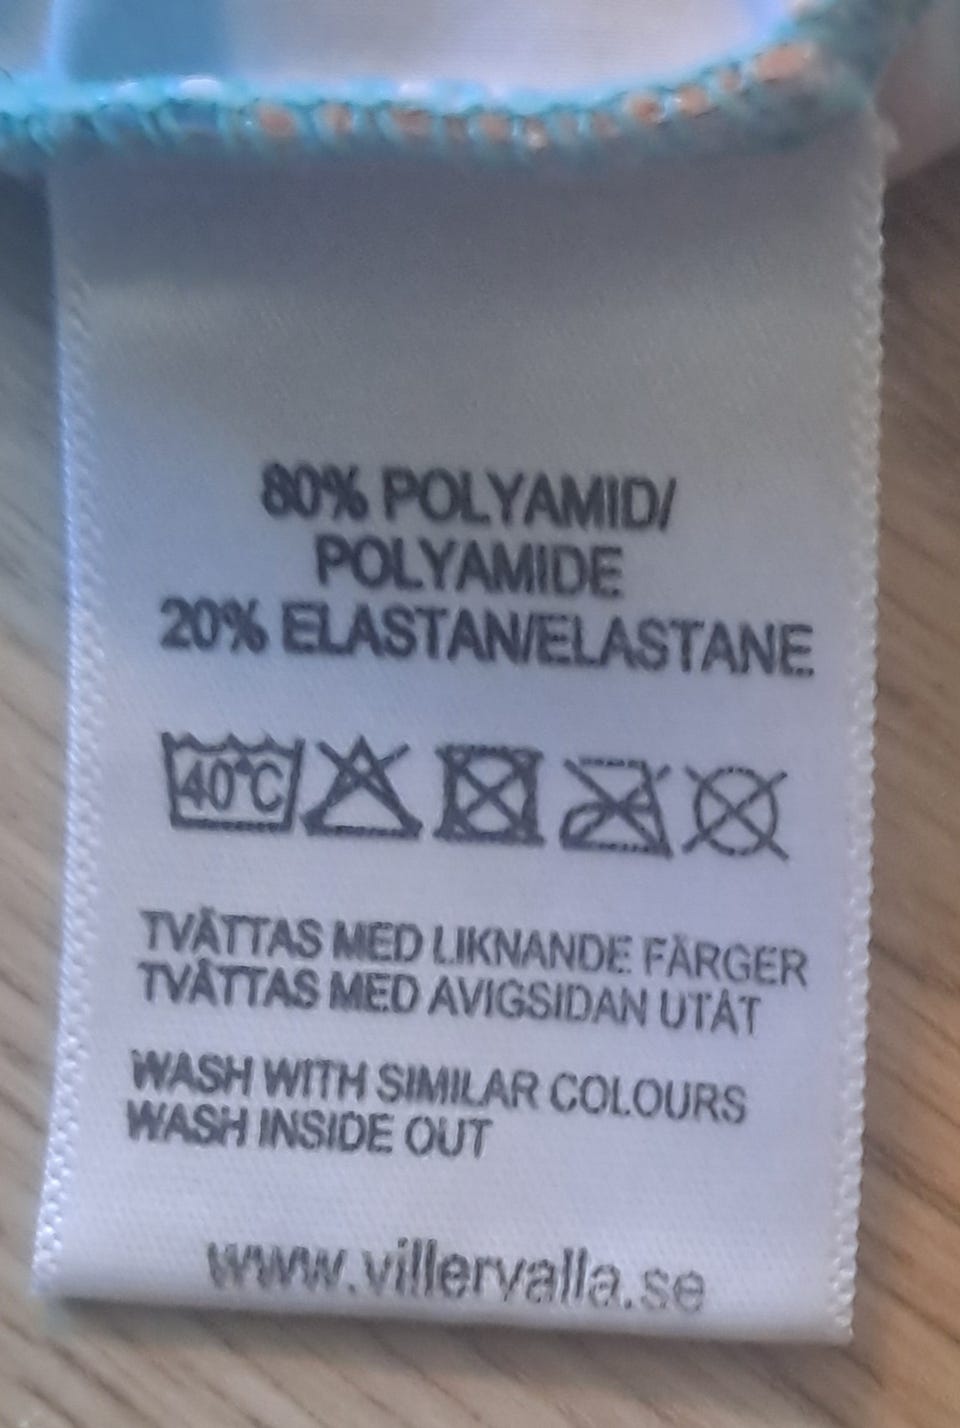 80% POLYAMID/
POLYAMIDE
20% ELASTAN/ELASTANE
40°C
TVÄTTAS MED LIKNANDE FÄRGER
TVÄTTAS MED AVIGSIDAN UTÅT
WASH WITH SIMILAR COLOURS
WASH INSIDE OUT
www.villervalla.se